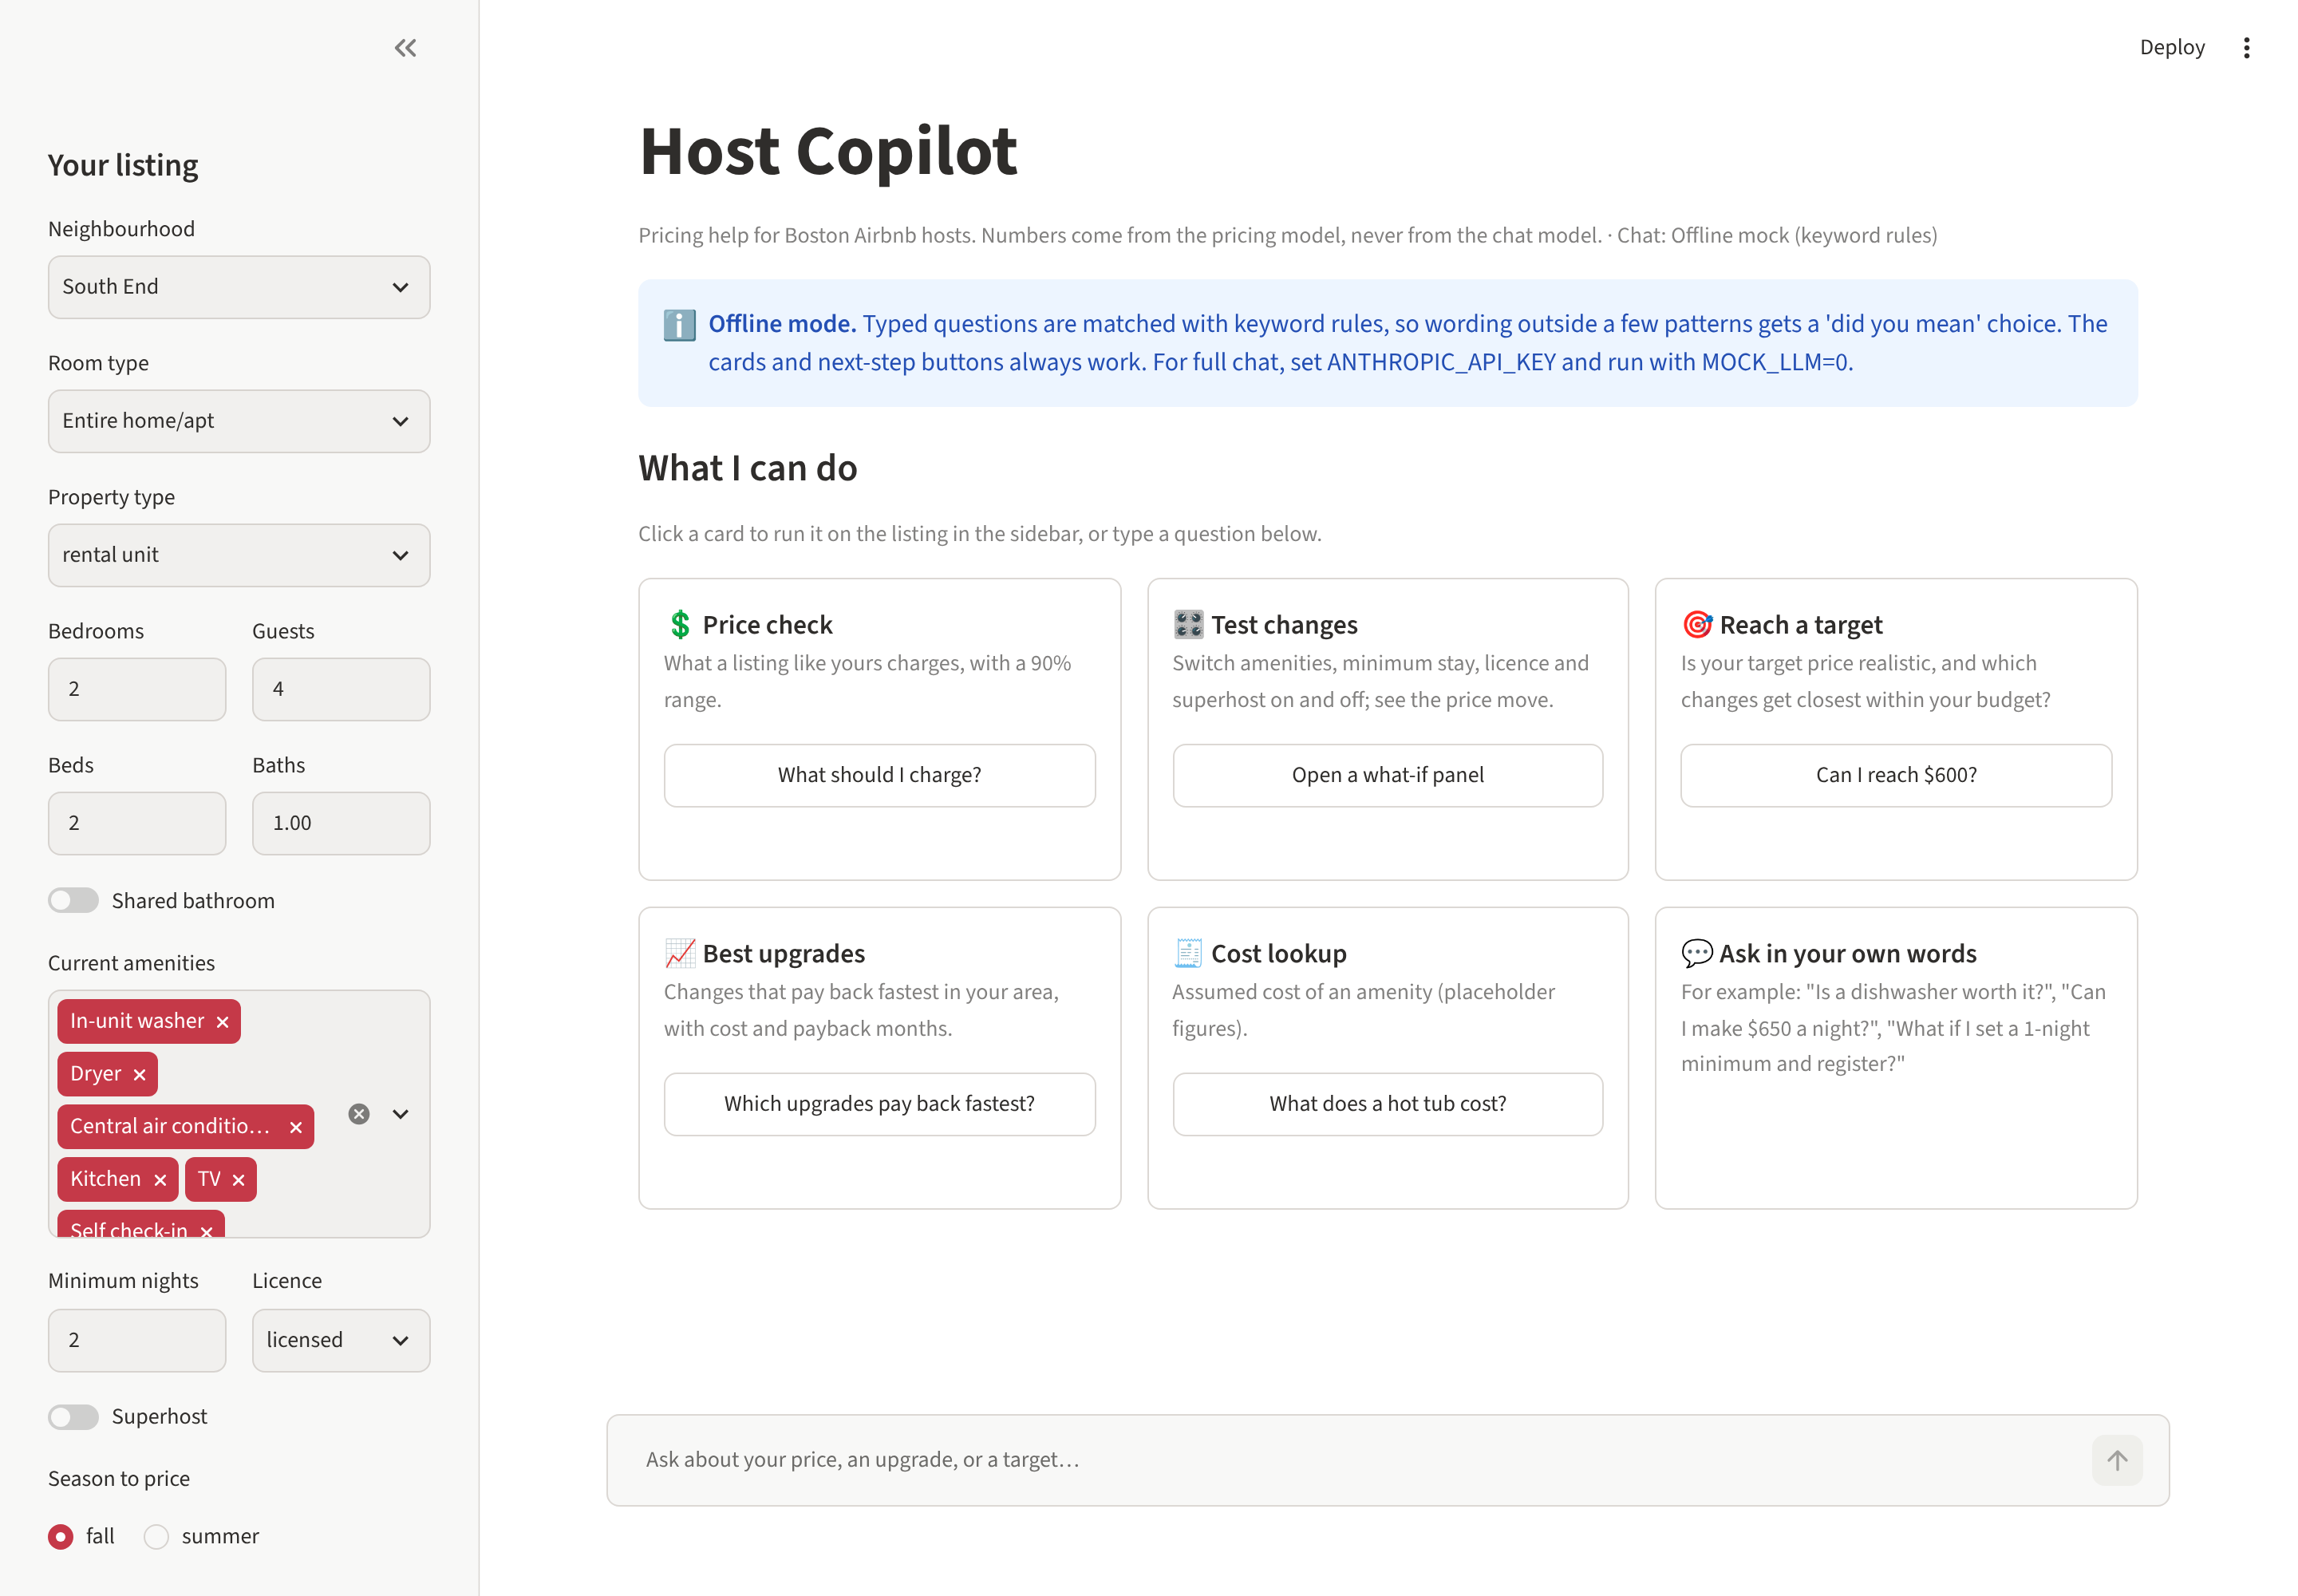 Deploy
Your listing
Neighbourhood
South End
Room type
Entire home/apt
Property type
rental unit
Bedrooms
Guests
2
4
Beds
Baths
2
1.00
Shared bathroom
Current amenities
In-unit washer
Dryer
Central air conditio...
Kitchen
TV
Self check-in
Minimum nights
Licence
2
licensed
Superhost
Season to price
fall
summer
Host Copilot
Pricing help for Boston Airbnb hosts. Numbers come from the pricing model, never from the chat model. · Chat: Offline mock (keyword rules)
Offline mode. Typed questions are matched with keyword rules, so wording outside a few patterns gets a 'did you mean' choice. The
cards and next-step buttons always work. For full chat, set ANTHROPIC_API_KEY and run with MOCK_LLM=0.
What I can do
Click a card to run it on the listing in the sidebar, or type a question below.
Price check
What a listing like yours charges, with a 90%
range.
What should I charge?
Test changes
Switch amenities, minimum stay, licence and
superhost on and off; see the price move.
Open a what-if panel
Reach a target
Is your target price realistic, and which
changes get closest within your budget?
Can I reach $600?
Best upgrades
Changes that pay back fastest in your area,
with cost and payback months.
Which upgrades pay back fastest?
Cost lookup
Assumed cost of an amenity (placeholder
figures).
What does a hot tub cost?
Ask in your own words
For example: "Is a dishwasher worth it?", "Can
I make $650 a night?", "What if I set a 1-night
minimum and register?"
Ask about your price, an upgrade, or a target…